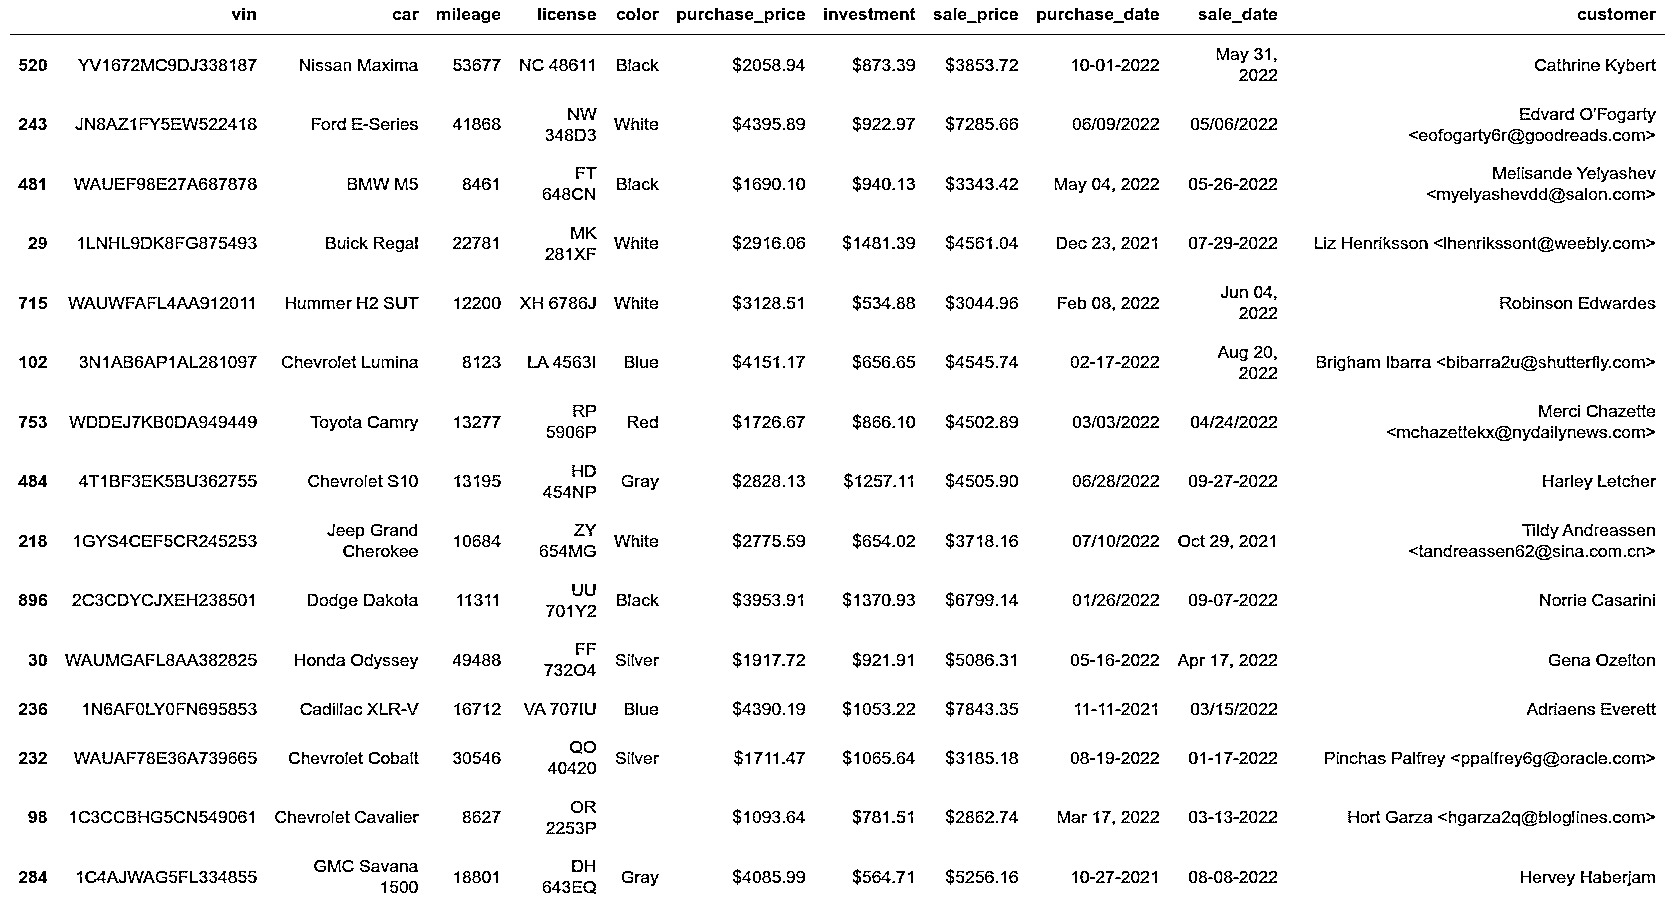 vin car mileage license color purchase_price investment sale_price purchase_date sale_date customer
520 YV1672MC9DJ338187 Nissan Maxima 53677 NC 48611 Black $2058.94 $873.39 $3853.72 10-01-2022 May 31, 2022 Cathrine Kybert
243 JN8AZ1FY5EW522418 Ford E-Series 41868 NW 348D3 White $4395.89 $922.97 $7285.66 06/09/2022 05/06/2022 Edvard O'Fogarty <eofogarty6r@goodreads.com>
481 WAUEF98E27A687878 BMW M5 8461 FT 648CN Black $1690.10 $940.13 $3343.42 May 04, 2022 05-26-2022 Melisande Yelyashev <myelyashevdd@salon.com>
29 1LNHL9DK8FG875493 Buick Regal 22781 MK 281XF White $2916.06 $1481.39 $4561.04 Dec 23, 2021 07-29-2022 Liz Henriksson <lhenrikssont@weebly.com>
715 WAUWFAFL4AA912011 Hummer H2 SUT 12200 XH 6786J White $3128.51 $534.88 $3044.96 Feb 08, 2022 Jun 04, 2022 Robinson Edwardes
102 3N1AB6AP1AL281097 Chevrolet Lumina 8123 LA 4563I Blue $4151.17 $656.65 $4545.74 02-17-2022 Aug 20, 2022 Brigham Ibarra <bibarra2u@shutterfly.com>
753 WDDEJ7KB0DA949449 Toyota Camry 13277 RP 5906P Red $1726.67 $866.10 $4502.89 03/03/2022 04/24/2022 Merci Chazette <mchazettekx@nydailynews.com>
484 4T1BF3EK5BU362755 Chevrolet S10 13195 HD 454NP Gray $2828.13 $1257.11 $4505.90 06/28/2022 09-27-2022 Harley Letcher
218 1GYS4CEF5CR245253 Jeep Grand Cherokee 10684 ZY 654MG White $2775.59 $654.02 $3718.16 07/10/2022 Oct 29, 2021 Tildy Andreassen <tandreassen62@sina.com.cn>
896 2C3CDYCJXEH238501 Dodge Dakota 11311 UU 701Y2 Black $3953.91 $1370.93 $6799.14 01/26/2022 09-07-2022 Norrie Casarini
30 WAUMGAFL8AA382825 Honda Odyssey 49488 FF 732O4 Silver $1917.72 $921.91 $5086.31 05-16-2022 Apr 17, 2022 Gena Ozelton
236 1N6AF0LY0FN695853 Cadillac XLR-V 16712 VA 707IU Blue $4390.19 $1053.22 $7843.35 11-11-2021 03/15/2022 Adriaens Everett
232 WAUAF78E36A739665 Chevrolet Cobalt 30546 QO 40420 Silver $1711.47 $1065.64 $3185.18 08-19-2022 01-17-2022 Pinchas Palfrey <ppalfrey6g@oracle.com>
98 1C3CCBHG5CN549061 Chevrolet Cavalier 8627 OR 2253P $1093.64 $781.51 $2862.74 Mar 17, 2022 03-13-2022 Hort Garza <hgarza2q@bloglines.com>
284 1C4AJWAG5FL334855 GMC Savana 1500 18801 DH 643EQ Gray $4085.99 $564.71 $5256.16 10-27-2021 08-08-2022 Hervey Haberjam